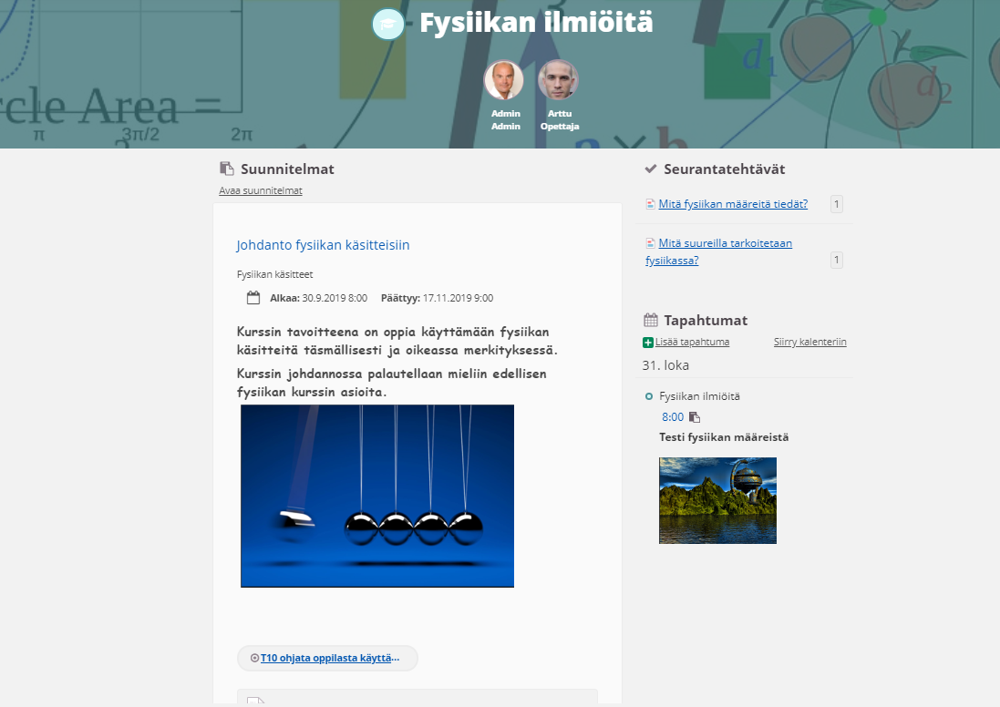 Fysiikan ilmiöitä
3
d1
d2
rcle Area =
π
3π/2
2π
a × b
Admin
Admin
Arttu
Opettaja
Suunnitelmat
Avaa suunnitelmat
Johdanto fysiikan käsitteisiin
Fysiikan käsitteet
Alkaa: 30.9.2019 8:00 Päättyy: 17.11.2019 9:00
Kurssin tavoitteena on oppia käyttämään fysiikan
käsitteitä täsmällisesti ja oikeassa merkityksessä.
Kurssin johdannossa palautellaan mieliin edellisen
fysiikan kurssin asioita.
T10 ohjata oppilasta käyttä...
Seurantatehtävät
Mitä fysiikan määreitä tiedät? 1
Mitä suureilla tarkoitetaan
fysiikassa? 1
Tapahtumat
Lisää tapahtuma Siirry kalenteriin
31. loka
Fysiikan ilmiöitä
8:00
Testi fysiikan määreistä